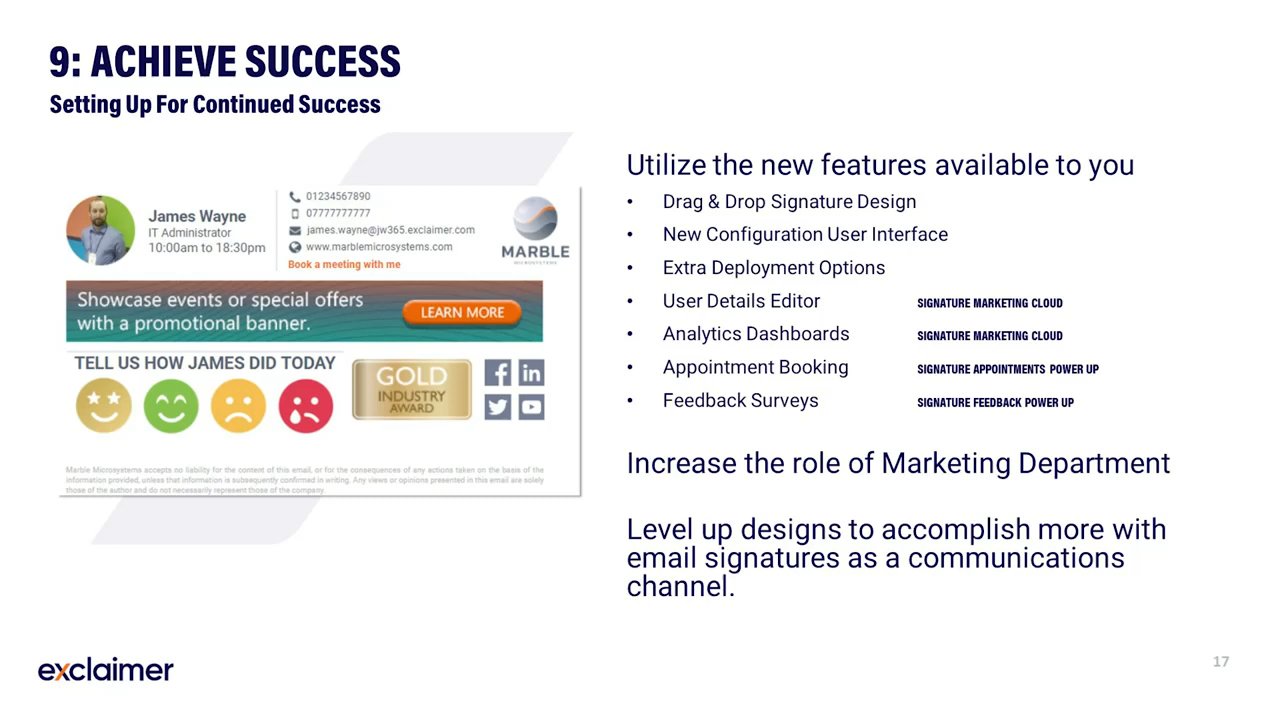 9: ACHIEVE SUCCESS
Setting Up For Continued Success
James Wayne
IT Administrator
10:00am to 18:30pm
01234567890
07777777777
james.wayne@jw365.exclaimer.com
www.marblemicrosystems.com
Book a meeting with me
MARBLE
MICROSYSTEMS
Showcase events or special offers
with a promotional banner.
LEARN MORE
TELL US HOW JAMES DID TODAY
GOLD
INDUSTRY
AWARD
Marble Microsystems accepts no liability for the content of this email, or for the consequences of any actions taken on the basis of the
information provided, unless that information is subsequently confirmed in writing. Any views or opinions presented in this email are solely
those of the author and do not necessarily represent those of the company.
Utilize the new features available to you
• Drag & Drop Signature Design
• New Configuration User Interface
• Extra Deployment Options
• User Details Editor SIGNATURE MARKETING CLOUD
• Analytics Dashboards SIGNATURE MARKETING CLOUD
• Appointment Booking SIGNATURE APPOINTMENTS POWER UP
• Feedback Surveys SIGNATURE FEEDBACK POWER UP
Increase the role of Marketing Department
Level up designs to accomplish more with
email signatures as a communications
channel.
exclaimer
17